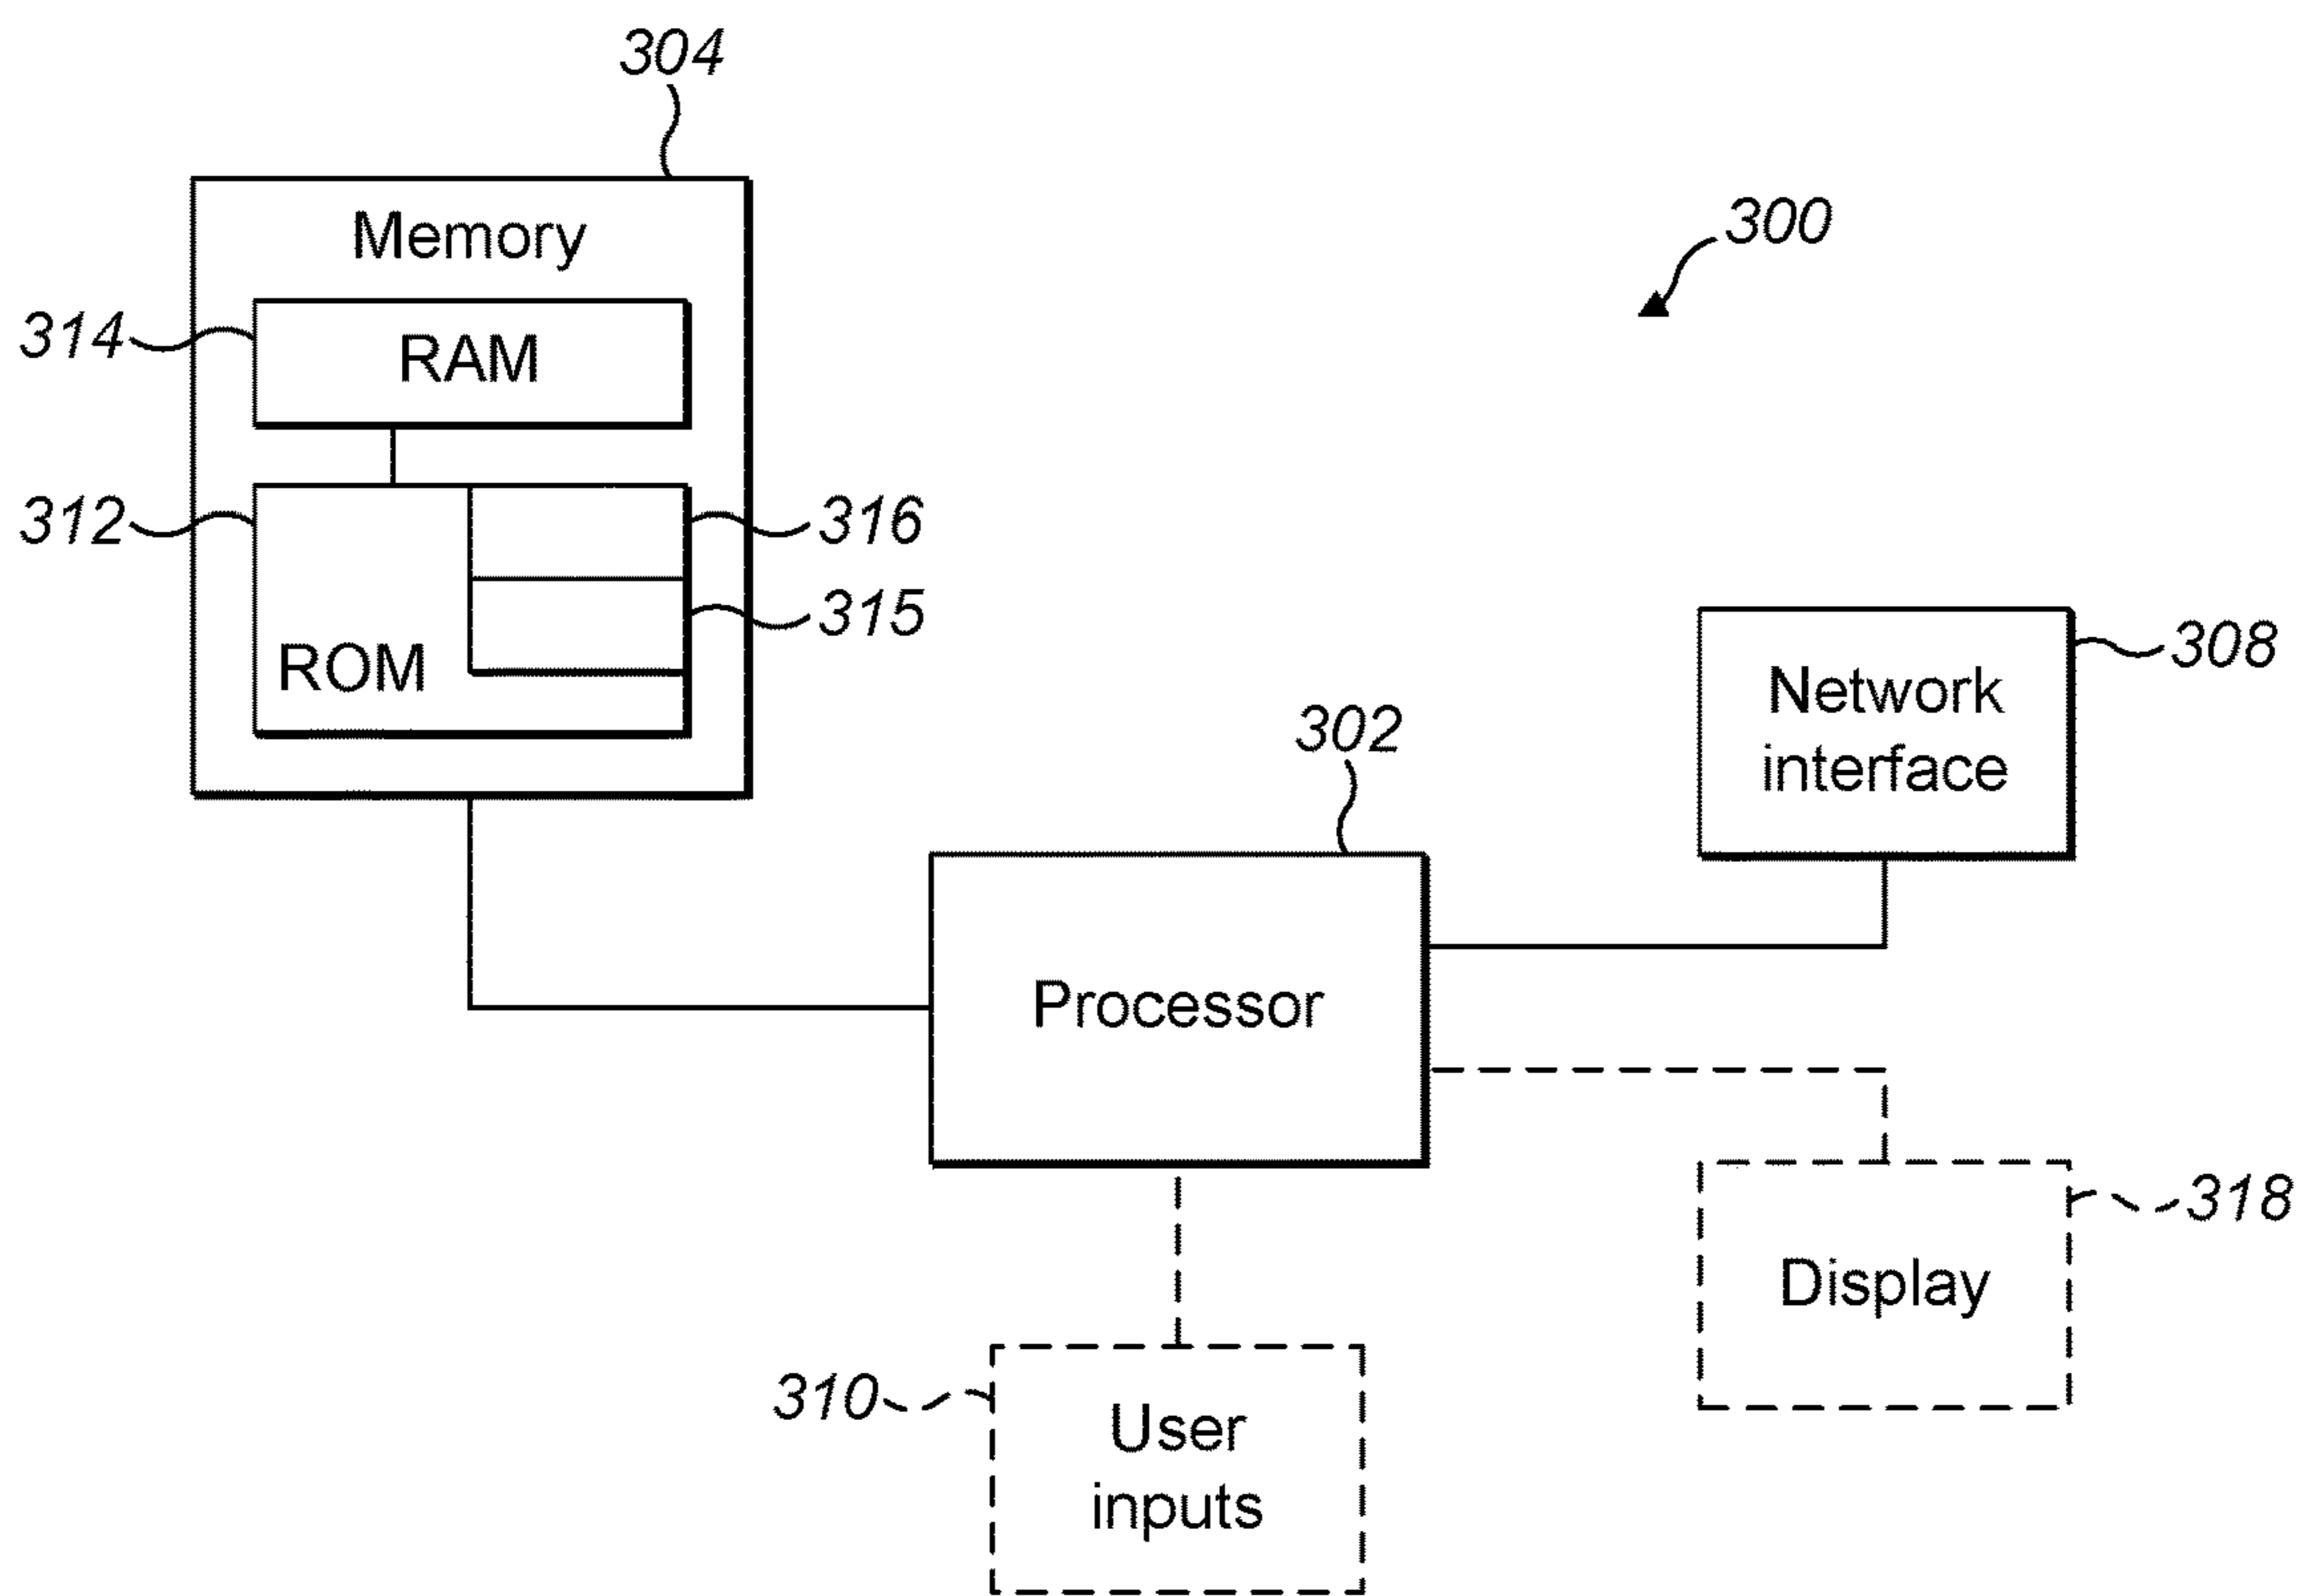 304
Memory
300
314
RAM
312
316
315
ROM
308
Network
interface
302
Processor
318
Display
310
User
inputs